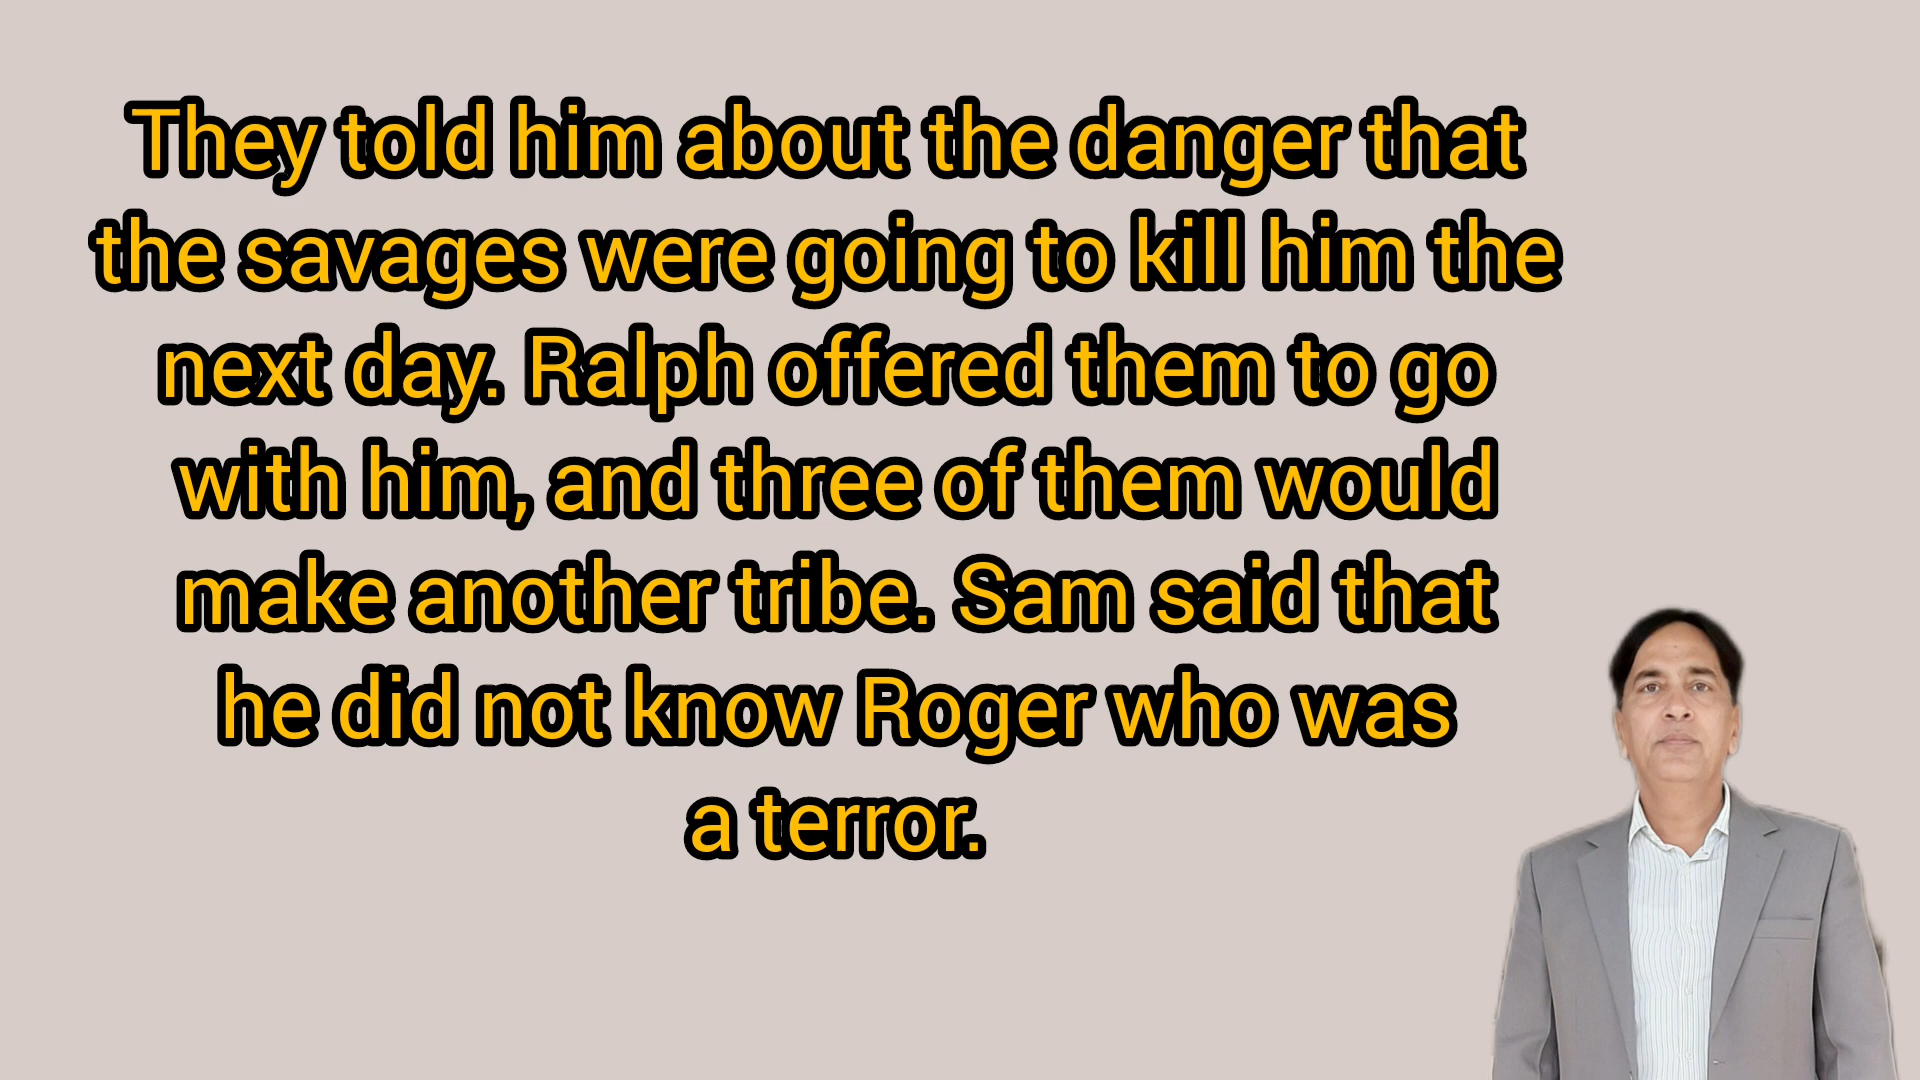 They told him about the danger that
the savages were going to kill him the
next day. Ralph offered them to go
with him, and three of them would
make another tribe. Sam said that
he did not know Roger who was
a terror.